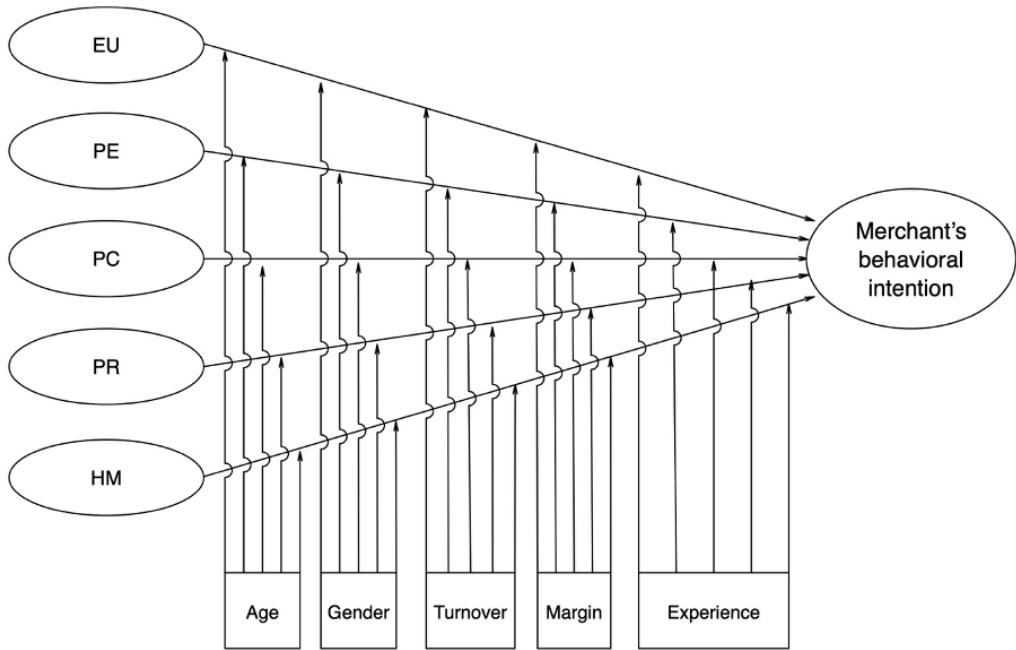 EU
PE
PC
PR
HM
Merchant's
behavioral
intention
Age
Gender
Turnover
Margin
Experience